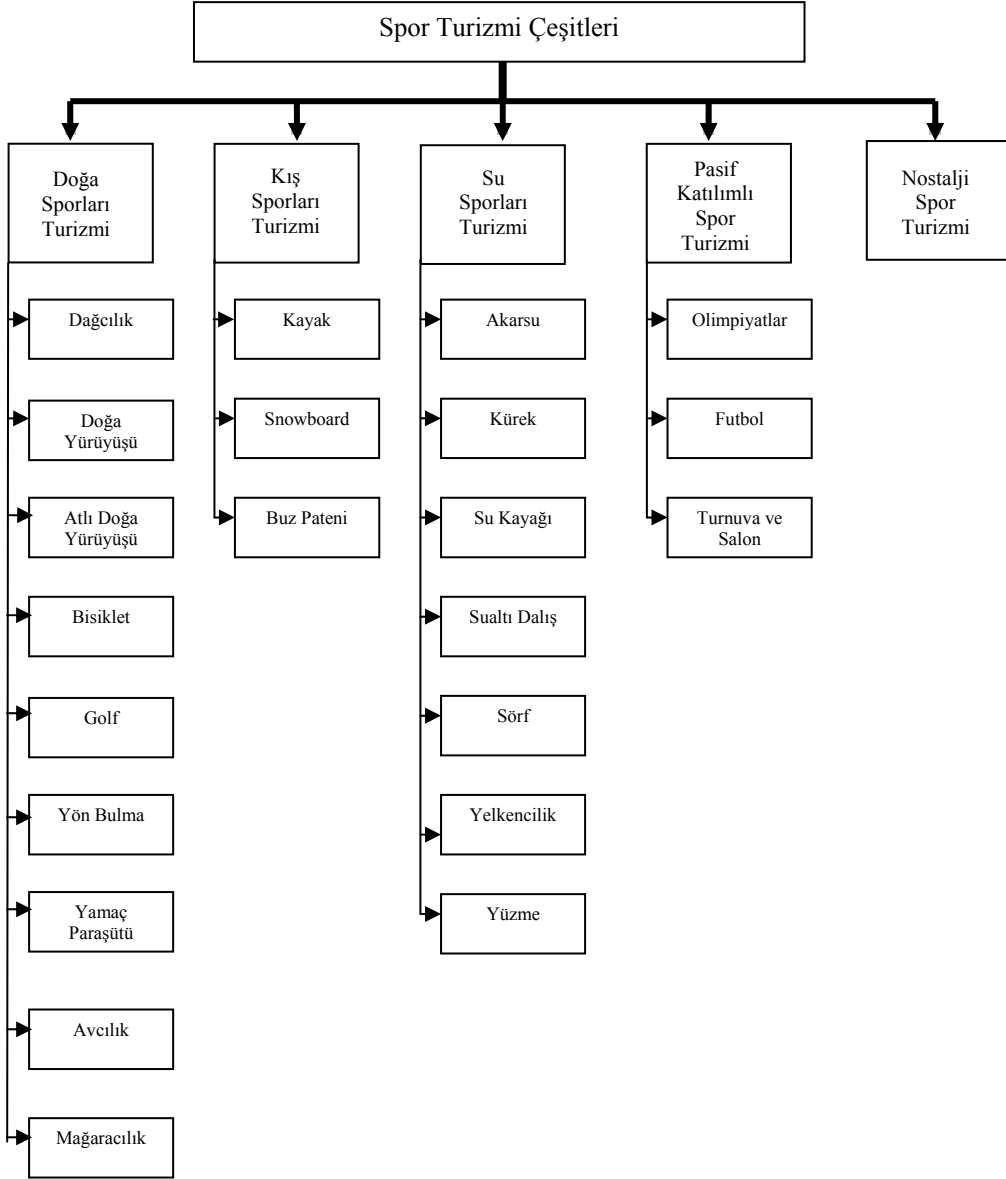 Spor Turizmi Çeşitleri
Doğa
Sporları
Turizmi
Kış
Sporları
Turizmi
Su
Sporları
Turizmi
Pasif
Katılımlı
Spor
Turizmi
Nostalji
Spor
Turizmi
Dağcılık
Doğa
Yürüyüşü
Atlı Doğa
Yürüyüşü
Bisiklet
Golf
Yön Bulma
Yamaç
Paraşütü
Avcılık
Mağaracılık
Kayak
Snowboard
Buz Pateni
Akarsu
Kürek
Su Kayağı
Sualtı Dalış
Sörf
Yelkencilik
Yüzme
Olimpiyatlar
Futbol
Turnuva ve
Salon